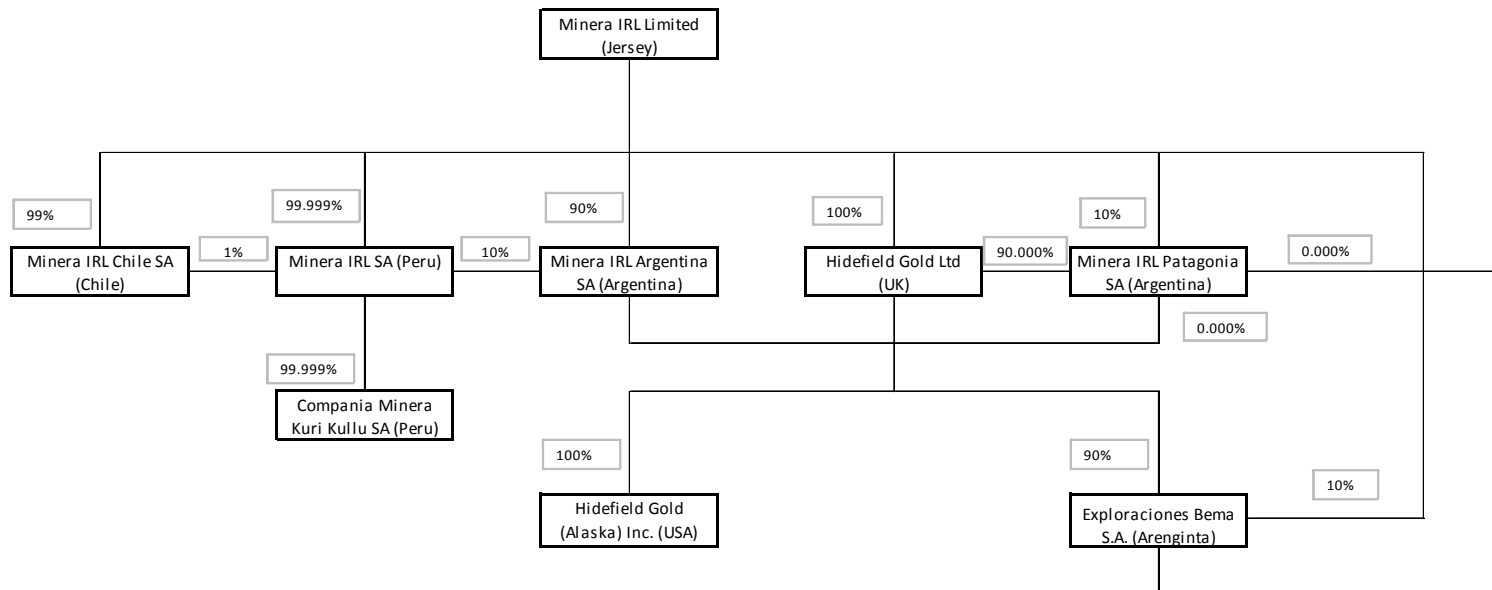 Minera IRL Limited
(Jersey)
99%
99.999%
90%
100%
10%
Minera IRL Chile SA
(Chile)
1%
Minera IRL SA (Peru)
10%
Minera IRL Argentina
SA (Argentina)
Hidefield Gold Ltd
(UK)
90.000%
Minera IRL Patagonia
SA (Argentina)
0.000%
0.000%
99.999%
Compania Minera
Kuri Kullu SA (Peru)
100%
90%
10%
Hidefield Gold
(Alaska) Inc. (USA)
Exploraciones Bema
S.A. (Arenginta)